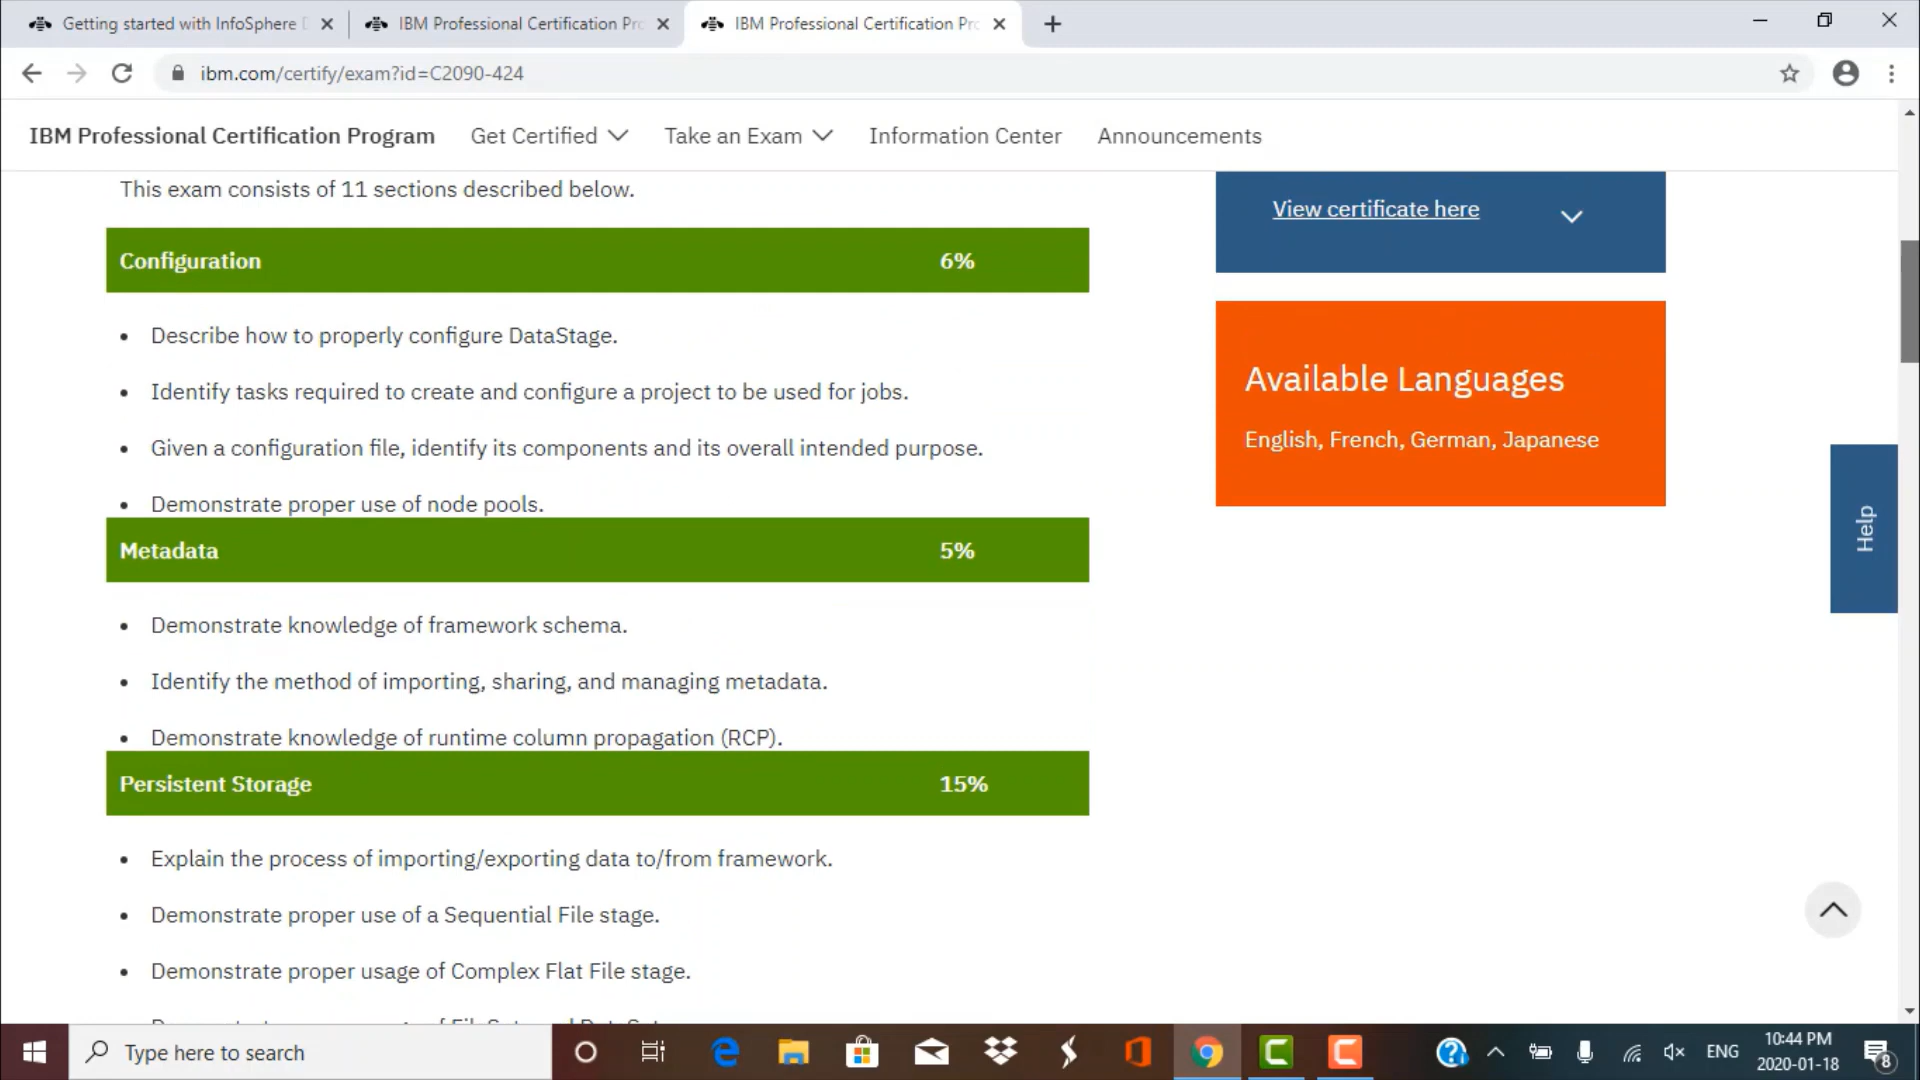 Getting started with InfoSphere
IBM Professional Certification Pro
IBM Professional Certification Pro
ibm.com/certify/exam?id=C2090-424
IBM Professional Certification Program
Get Certified
Take an Exam
Information Center
Announcements
This exam consists of 11 sections described below.
View certificate here
Configuration 6%
• Describe how to properly configure DataStage.
• Identify tasks required to create and configure a project to be used for jobs.
• Given a configuration file, identify its components and its overall intended purpose.
• Demonstrate proper use of node pools.
Available Languages
English, French, German, Japanese
Help
Metadata 5%
• Demonstrate knowledge of framework schema.
• Identify the method of importing, sharing, and managing metadata.
• Demonstrate knowledge of runtime column propagation (RCP).
Persistent Storage 15%
• Explain the process of importing/exporting data to/from framework.
• Demonstrate proper use of a Sequential File stage.
• Demonstrate proper usage of Complex Flat File stage.
Type here to search
ENG
10:44 PM
2020-01-18
8